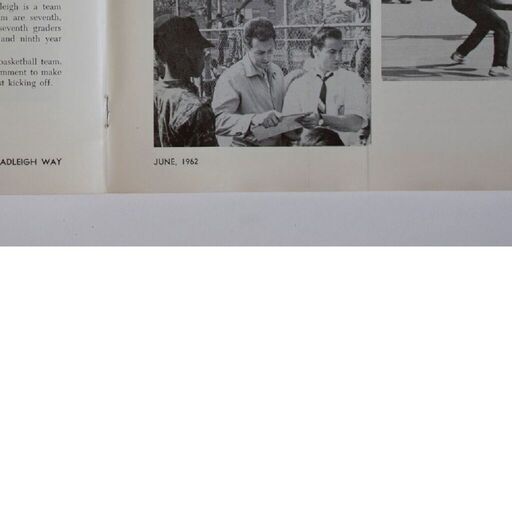 leigh is a team
m are seventh,
seventh graders
and ninth year
basketball team.
mment to make
t kicking off.
ADLEIGH WAY
JUNE, 1962